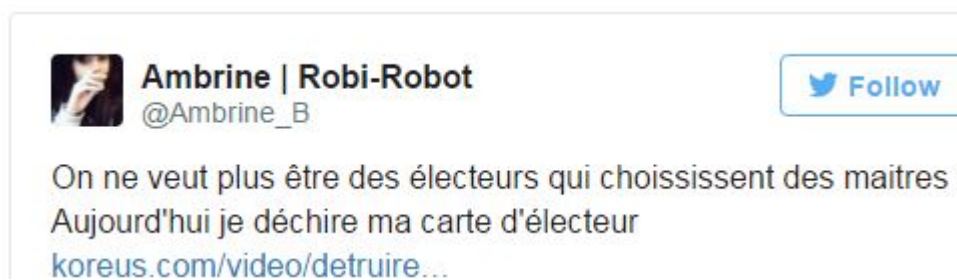 Ambrine | Robi-Robot
Follow
@Ambrine_B
On ne veut plus être des électeurs qui choississent des maitres
Aujourd'hui je déchire ma carte d'électeur
koreus.com/video/detruire...